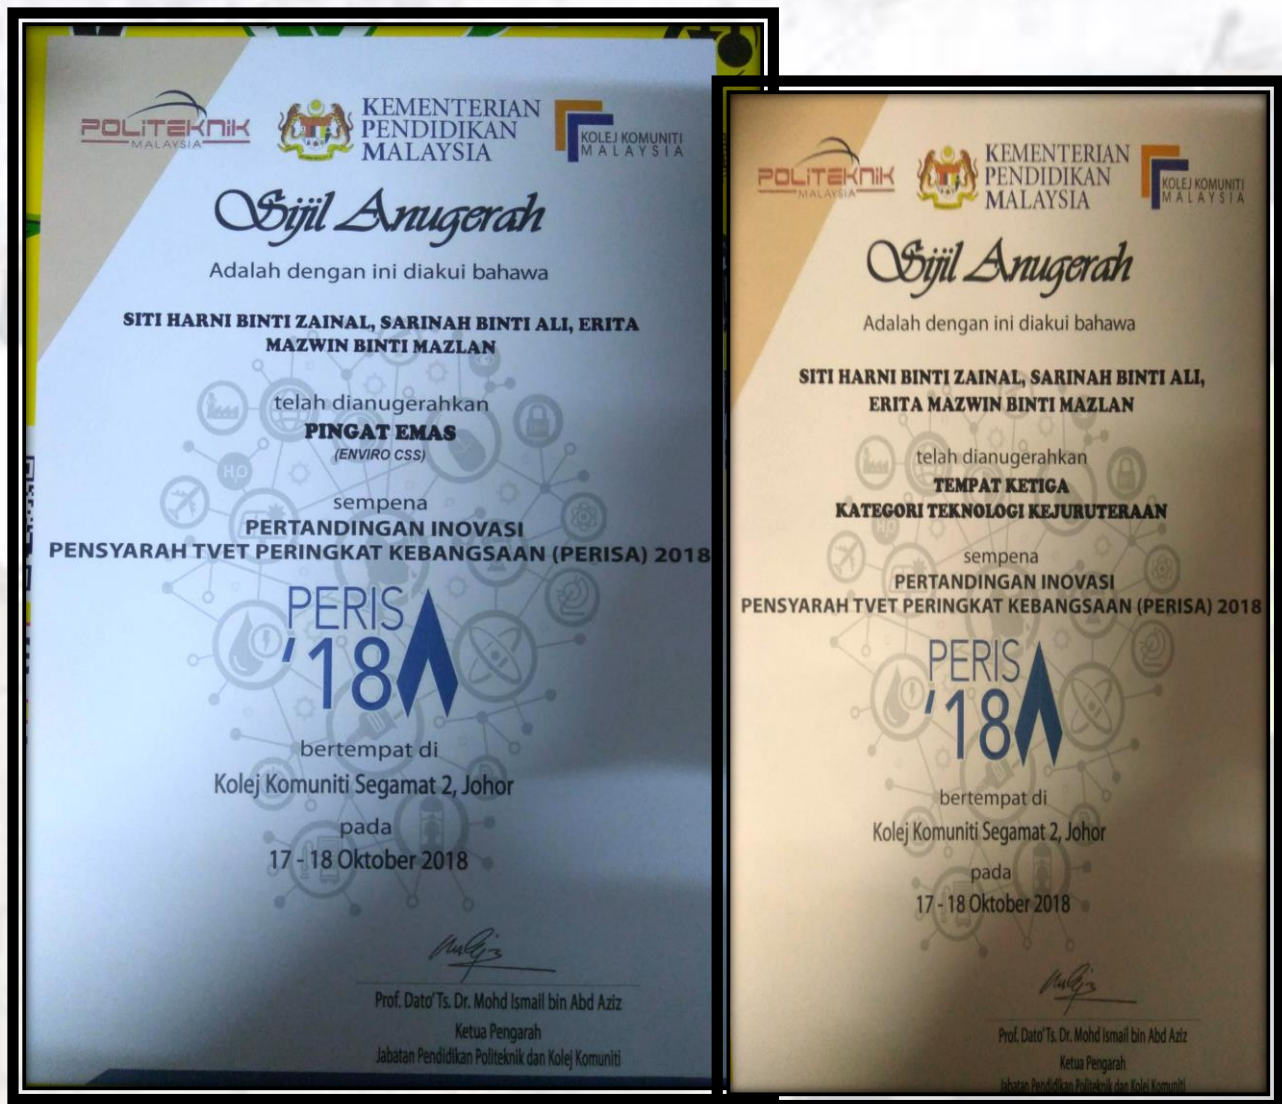 POLITEKNIK
MALAYSIA
KEMENTERIAN
PENDIDIKAN
MALAYSIA
KOLEJ KOMUNITI
MALAYSIA
Sijil Anugerah
Adalah dengan ini diakui bahawa
SITI HARNI BINTI ZAINAL, SARINAH BINTI ALI, ERITA
MAZWIN BINTI MAZLAN
telah dianugerahkan
PINGAT EMAS
(ENVIRO CSS)
H₂O
sempena
PERTANDINGAN INOVASI
PENSYARAH TVET PERINGKAT KEBANGSAAN (PERISA) 2018
PERIS
'18
bertempat di
Kolej Komuniti Segamat 2, Johor
pada
17 - 18 Oktober 2018
Prof. Dato' Ts. Dr. Mohd Ismail bin Abd Aziz
Ketua Pengarah
Jabatan Pendidikan Politeknik dan Kolej Komuniti
POLITEKNIK
MALAYSIA
KEMENTERIAN
PENDIDIKAN
MALAYSIA
KOLEJ KOMUNITI
MALAYSIA
Sijil Anugerah
Adalah dengan ini diakui bahawa
SITI HARNI BINTI ZAINAL, SARINAH BINTI ALI,
ERITA MAZWIN BINTI MAZLAN
telah dianugerahkan
TEMPAT KETIGA
KATEGORI TEKNOLOGI KEJURUTERAAN
sempena
PERTANDINGAN INOVASI
PENSYARAH TVET PERINGKAT KEBANGSAAN (PERISA) 2018
PERIS
'18
bertempat di
Kolej Komuniti Segamat 2, Johor
pada
17 - 18 Oktober 2018
Prof. Dato' Ts. Dr. Mohd Ismail bin Abd Aziz
Ketua Pengarah
Jabatan Pendidikan Politeknik dan Kolej Komuniti